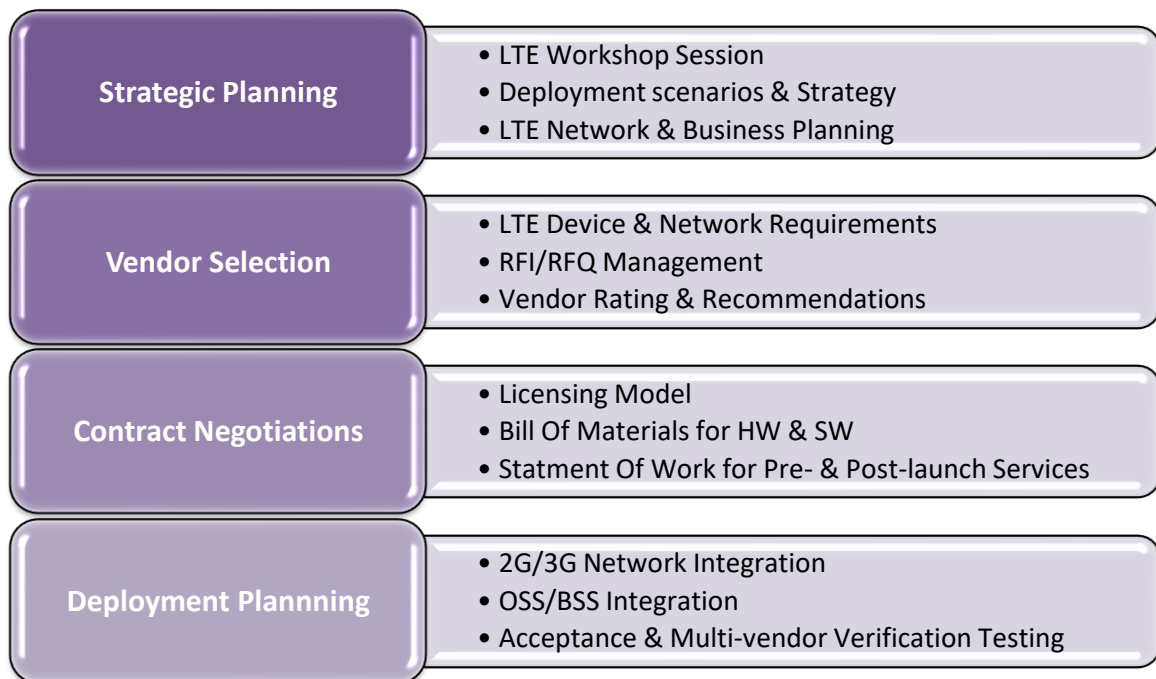 Strategic Planning
• LTE Workshop Session
• Deployment scenarios & Strategy
• LTE Network & Business Planning
Vendor Selection
• LTE Device & Network Requirements
• RFI/RFQ Management
• Vendor Rating & Recommendations
Contract Negotiations
• Licensing Model
• Bill Of Materials for HW & SW
• Statment Of Work for Pre- & Post-launch Services
Deployment Plannning
• 2G/3G Network Integration
• OSS/BSS Integration
• Acceptance & Multi-vendor Verification Testing